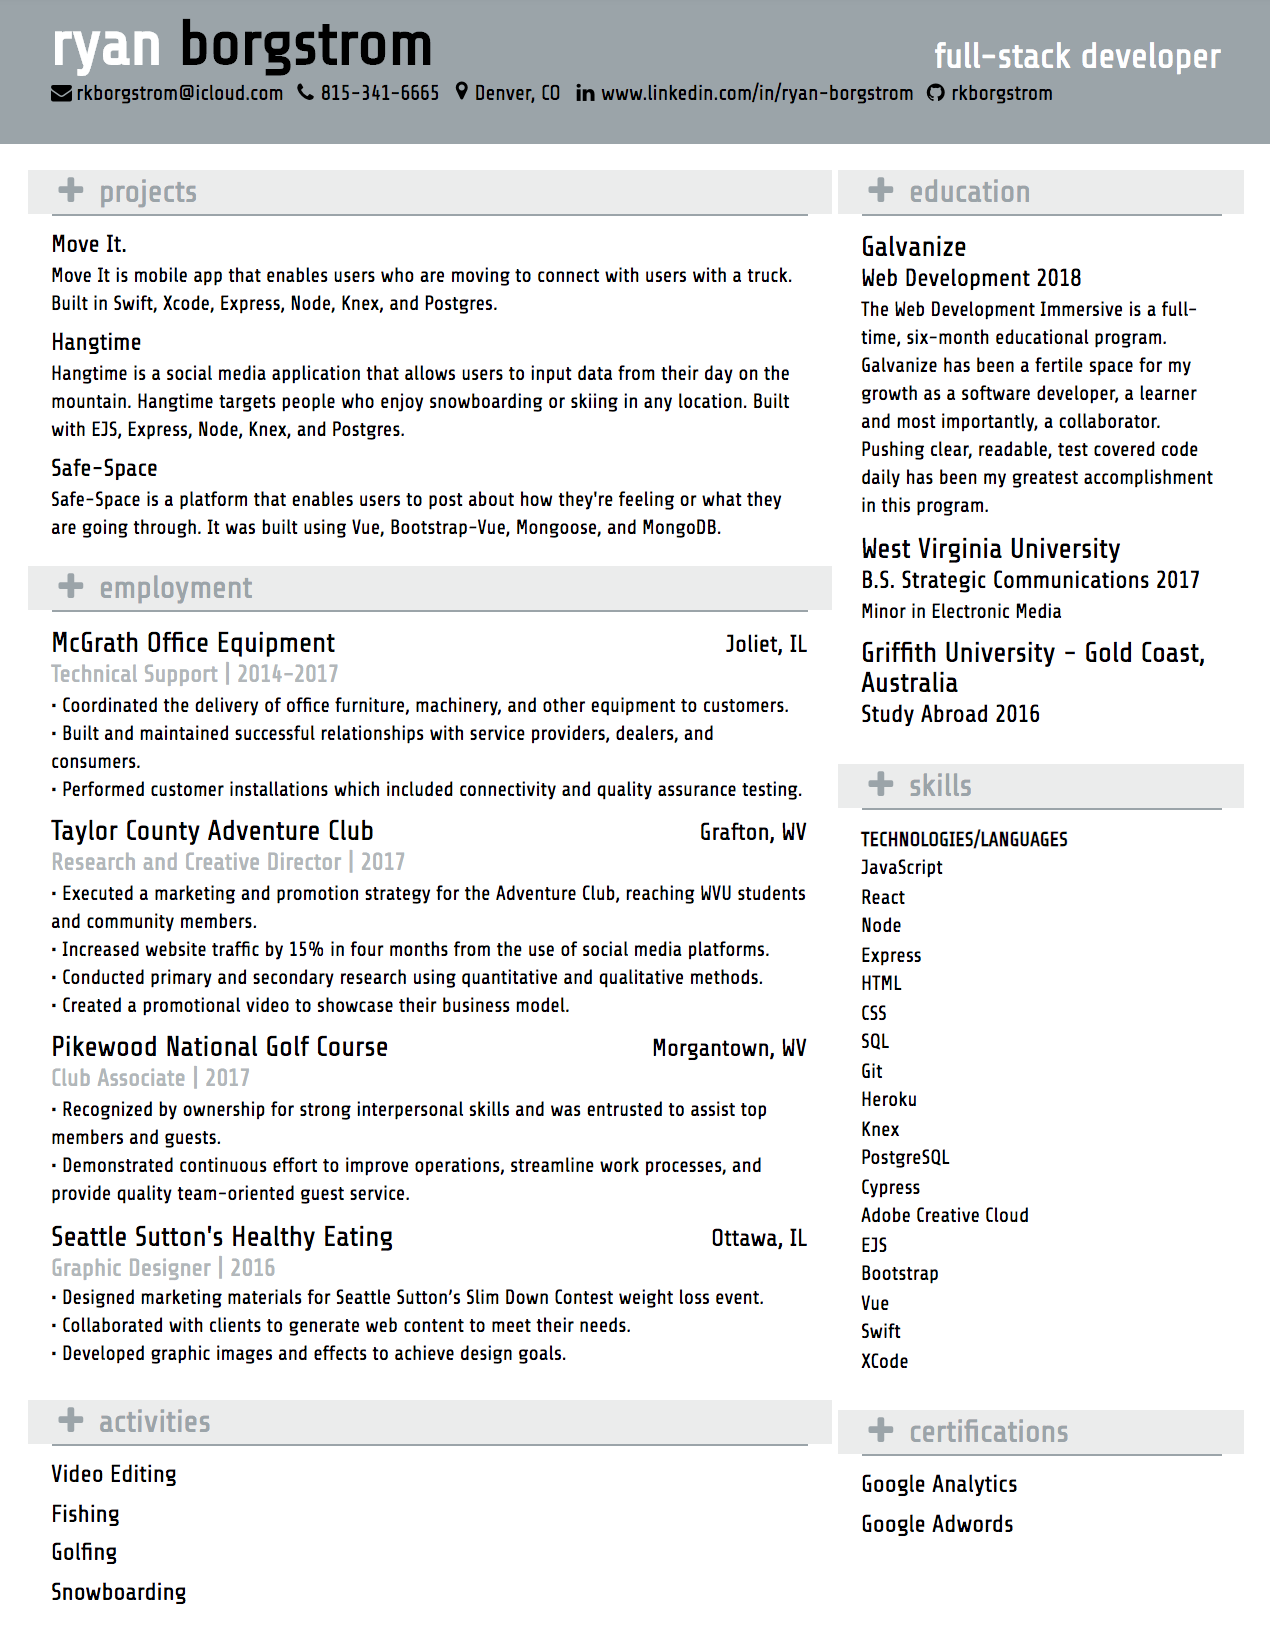 ryan borgstrom
full-stack developer
rkborgstrom@icloud.com 815-341-6665 Denver, CO www.linkedin.com/in/ryan-borgstrom rkborgstrom
projects
Move It.
Move It is mobile app that enables users who are moving to connect with users with a truck.
Built in Swift, Xcode, Express, Node, Knex, and Postgres.
Hangtime
Hangtime is a social media application that allows users to input data from their day on the
mountain. Hangtime targets people who enjoy snowboarding or skiing in any location. Built
with EJS, Express, Node, Knex, and Postgres.
Safe-Space
Safe-Space is a platform that enables users to post about how they're feeling or what they
are going through. It was built using Vue, Bootstrap-Vue, Mongoose, and MongoDB.
employment
McGrath Office Equipment Joliet, IL
Technical Support | 2014-2017
· Coordinated the delivery of office furniture, machinery, and other equipment to customers.
· Built and maintained successful relationships with service providers, dealers, and
consumers.
· Performed customer installations which included connectivity and quality assurance testing.
Taylor County Adventure Club Grafton, WV
Research and Creative Director | 2017
· Executed a marketing and promotion strategy for the Adventure Club, reaching WVU students
and community members.
· Increased website traffic by 15% in four months from the use of social media platforms.
· Conducted primary and secondary research using quantitative and qualitative methods.
· Created a promotional video to showcase their business model.
Pikewood National Golf Course Morgantown, WV
Club Associate | 2017
· Recognized by ownership for strong interpersonal skills and was entrusted to assist top
members and guests.
· Demonstrated continuous effort to improve operations, streamline work processes, and
provide quality team-oriented guest service.
Seattle Sutton's Healthy Eating Ottawa, IL
Graphic Designer | 2016
· Designed marketing materials for Seattle Sutton’s Slim Down Contest weight loss event.
· Collaborated with clients to generate web content to meet their needs.
· Developed graphic images and effects to achieve design goals.
activities
Video Editing
Fishing
Golfing
Snowboarding
education
Galvanize
Web Development 2018
The Web Development Immersive is a full-
time, six-month educational program.
Galvanize has been a fertile space for my
growth as a software developer, a learner
and most importantly, a collaborator.
Pushing clear, readable, test covered code
daily has been my greatest accomplishment
in this program.
West Virginia University
B.S. Strategic Communications 2017
Minor in Electronic Media
Griffith University - Gold Coast,
Australia
Study Abroad 2016
skills
TECHNOLOGIES/LANGUAGES
JavaScript
React
Node
Express
HTML
CSS
SQL
Git
Heroku
Knex
PostgreSQL
Cypress
Adobe Creative Cloud
EJS
Bootstrap
Vue
Swift
XCode
certifications
Google Analytics
Google Adwords